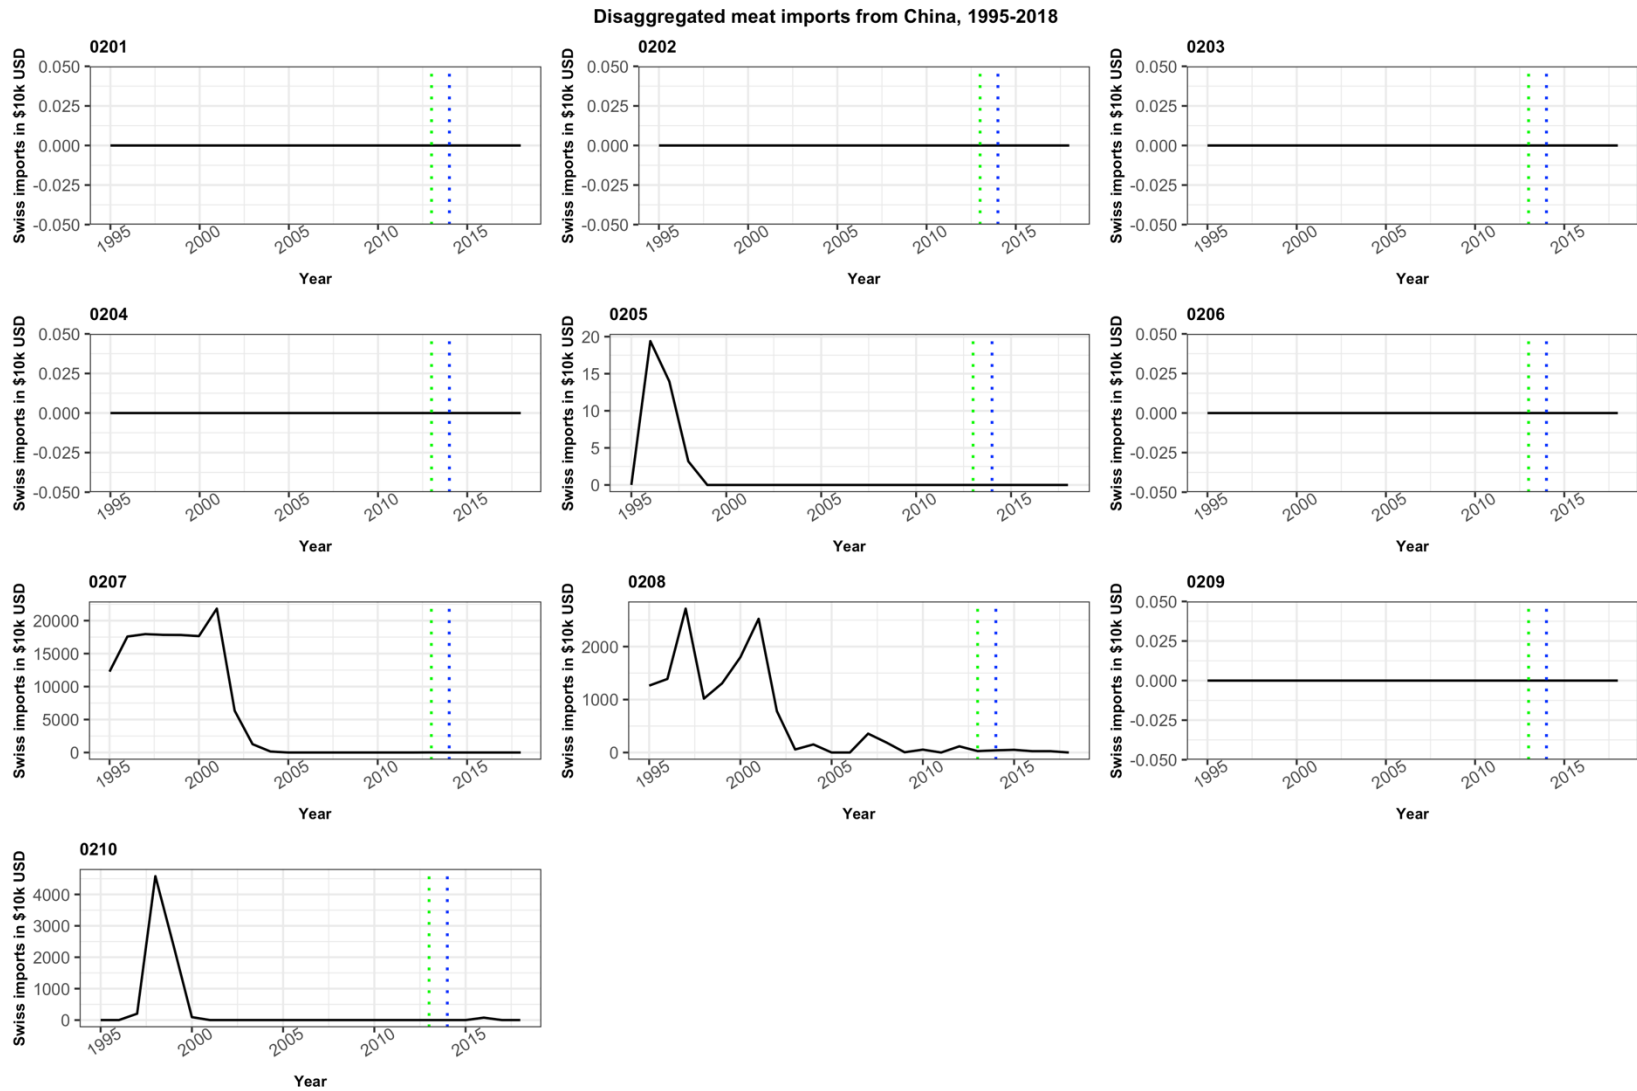 Disaggregated meat imports from China, 1995-2018
0201
Swiss imports in $10k USD
0.050
0.025
0.000
-0.025
-0.050
1995 2000 2005 2010 2015
Year
0202
Swiss imports in $10k USD
0.050
0.025
0.000
-0.025
-0.050
1995 2000 2005 2010 2015
Year
0203
Swiss imports in $10k USD
0.050
0.025
0.000
-0.025
-0.050
1995 2000 2005 2010 2015
Year
0204
Swiss imports in $10k USD
0.050
0.025
0.000
-0.025
-0.050
1995 2000 2005 2010 2015
Year
0205
Swiss imports in $10k USD
20
15
10
5
0
1995 2000 2005 2010 2015
Year
0206
Swiss imports in $10k USD
0.050
0.025
0.000
-0.025
-0.050
1995 2000 2005 2010 2015
Year
0207
Swiss imports in $10k USD
20000
15000
10000
5000
0
1995 2000 2005 2010 2015
Year
0208
Swiss imports in $10k USD
2000
1000
0
1995 2000 2005 2010 2015
Year
0209
Swiss imports in $10k USD
0.050
0.025
0.000
-0.025
-0.050
1995 2000 2005 2010 2015
Year
0210
Swiss imports in $10k USD
4000
3000
2000
1000
0
1995 2000 2005 2010 2015
Year